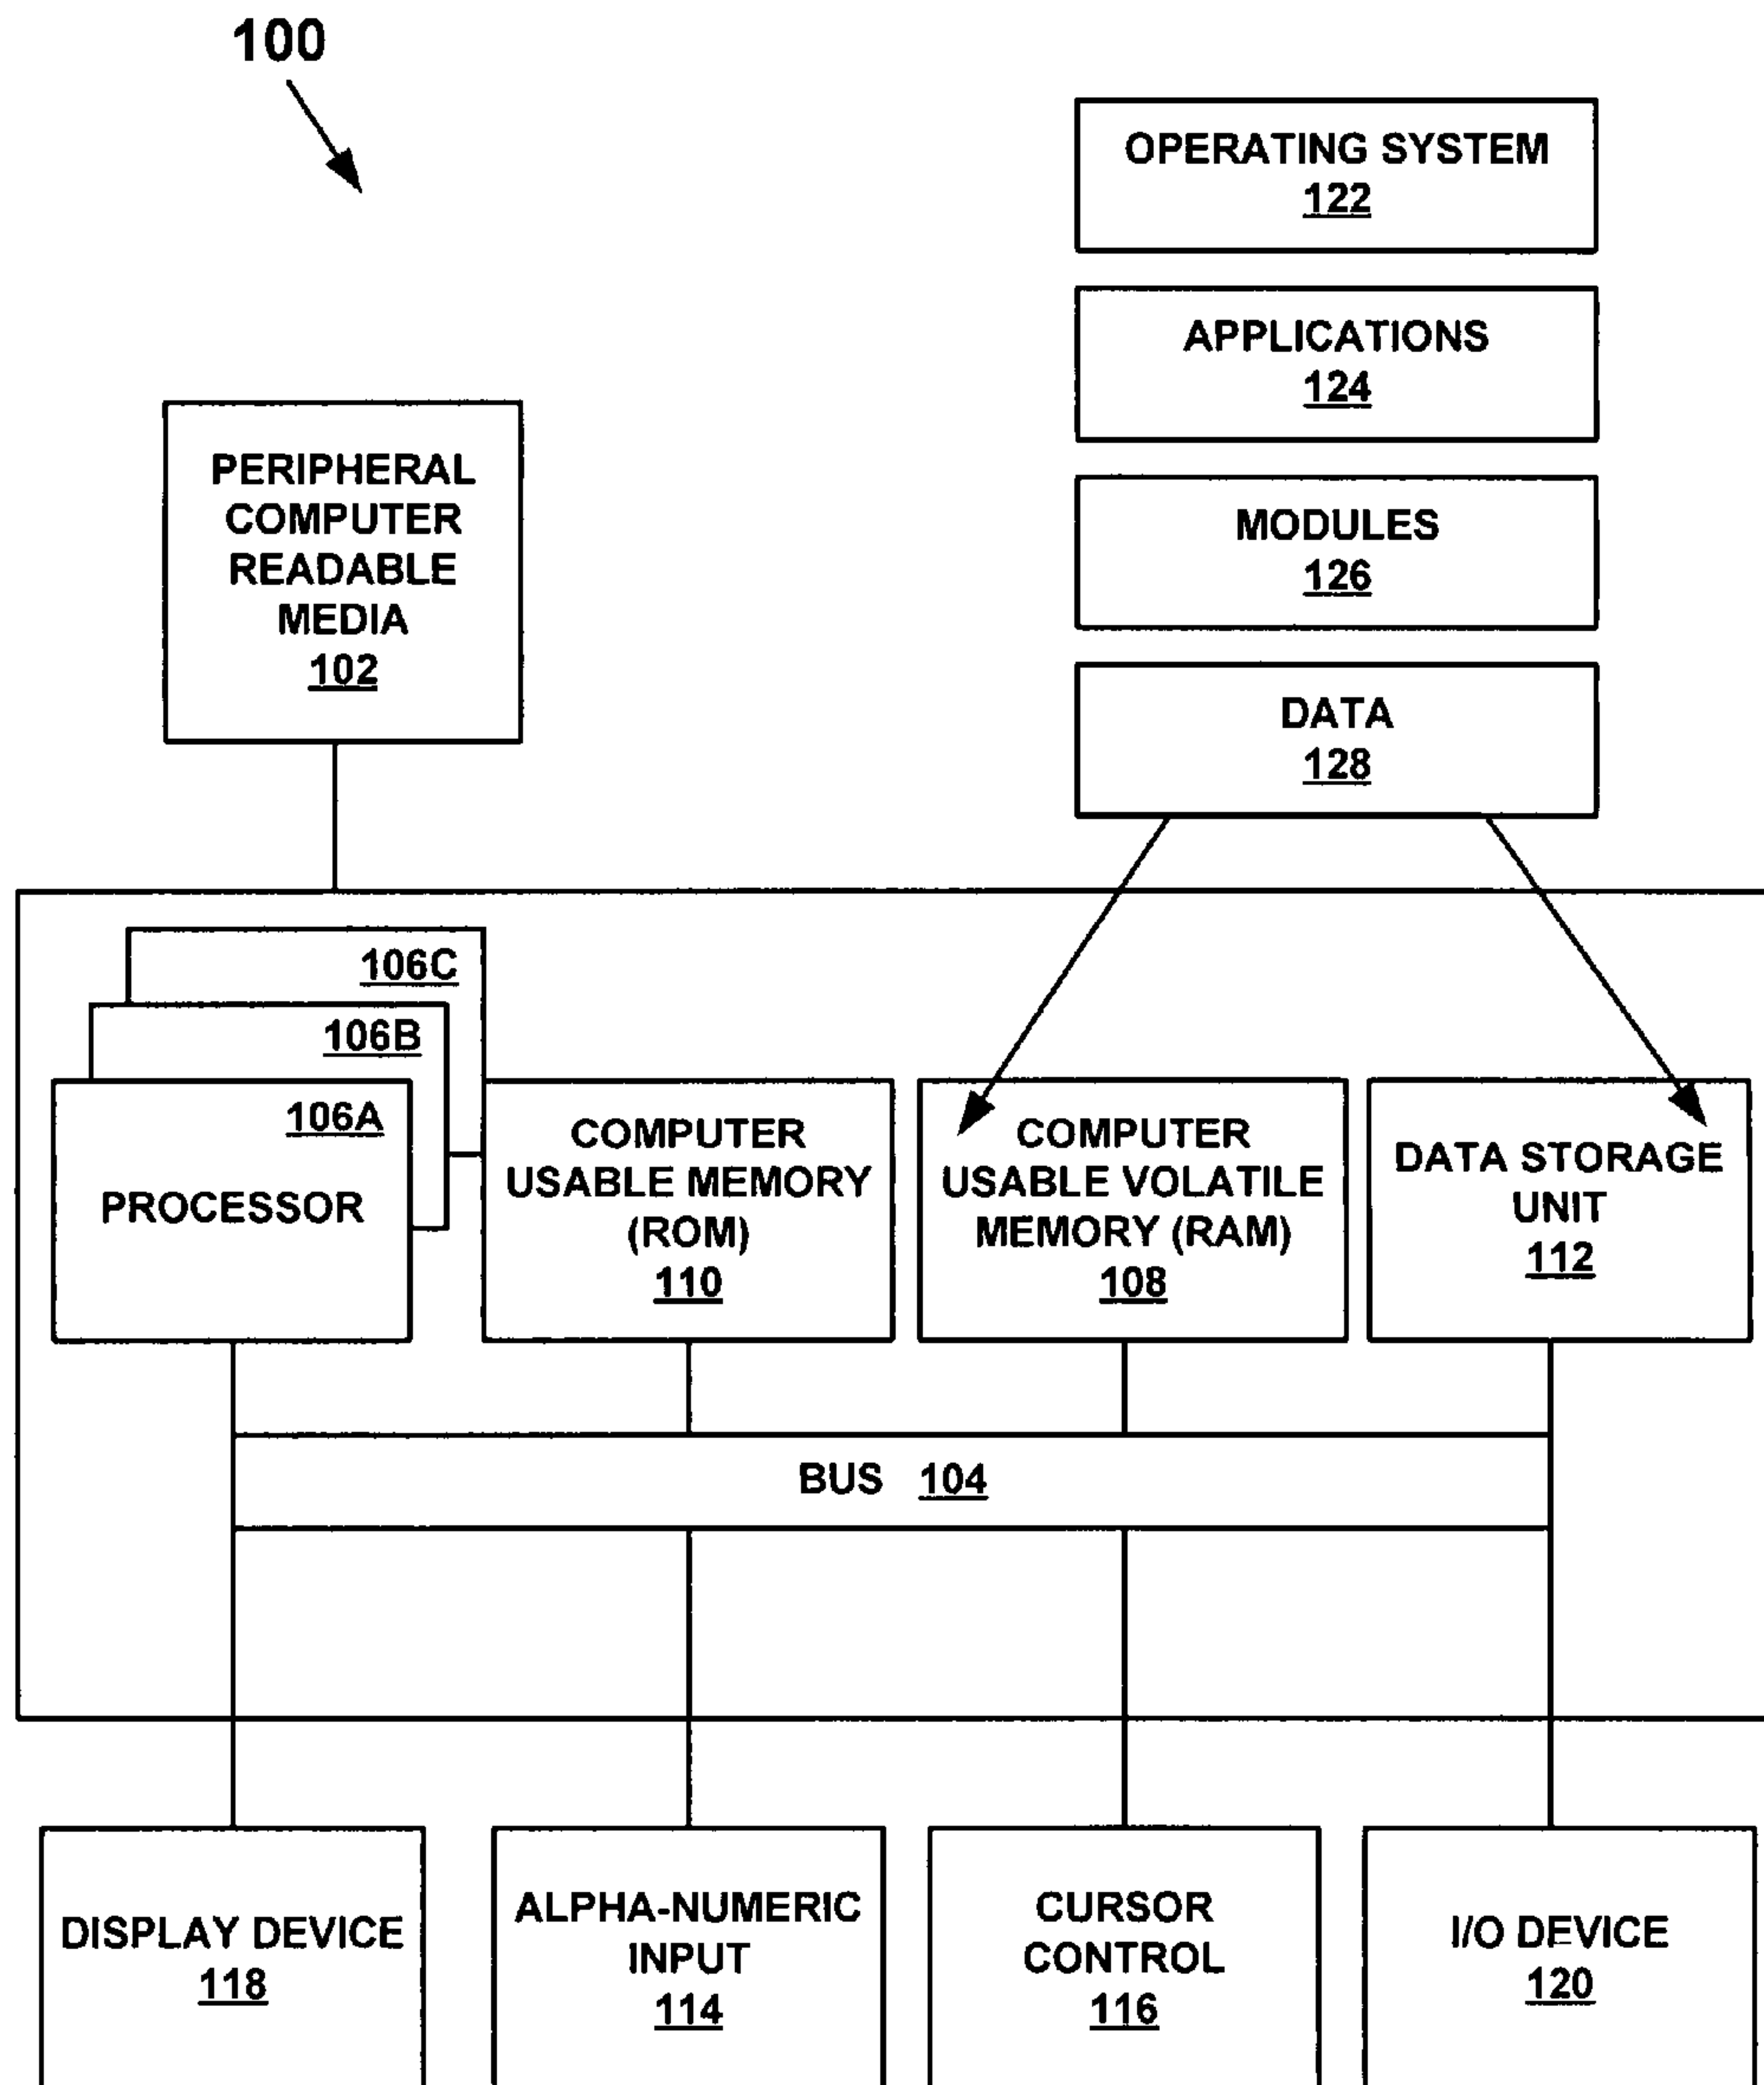 100
OPERATING SYSTEM
122
APPLICATIONS
124
PERIPHERAL
COMPUTER
READABLE
MEDIA
102
MODULES
126
DATA
128
106C
106B
106A
PROCESSOR
COMPUTER
USABLE MEMORY
(ROM)
110
COMPUTER
USABLE VOLATILE
MEMORY (RAM)
108
DATA STORAGE
UNIT
112
BUS 104
DISPLAY DEVICE
118
ALPHA-NUMERIC
INPUT
114
CURSOR
CONTROL
116
I/O DEVICE
120